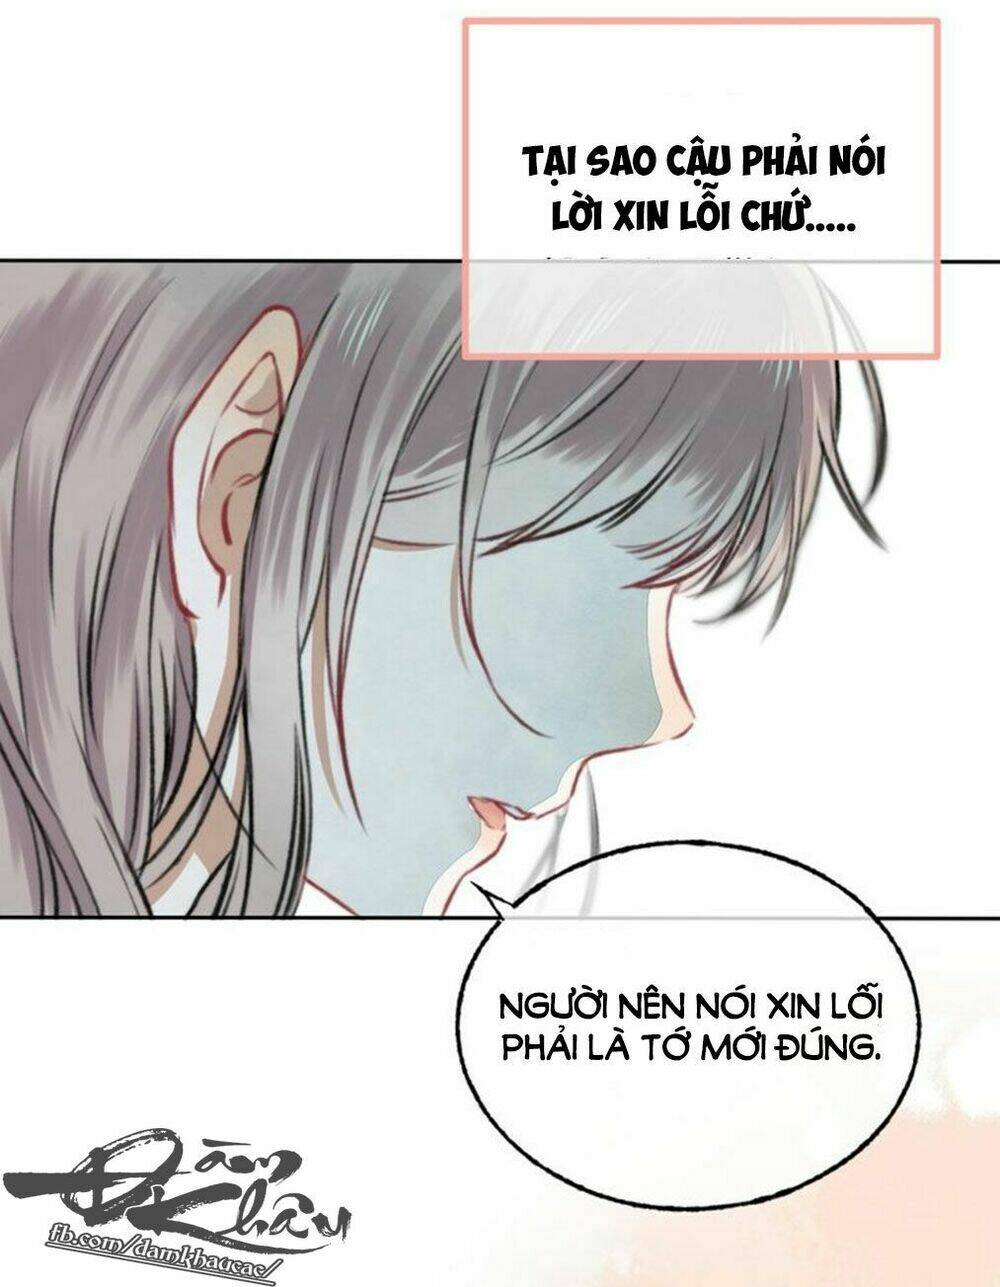 TẠI SAO CẬU PHẢI NÓI
LỜI XIN LỖI CHỨ.....
NGƯỜI NÊN NÓI XIN LỖI
PHẢI LÀ TỚ MỚI ĐÚNG.
Đàm
Khâu
fb.com/damkhaucac/